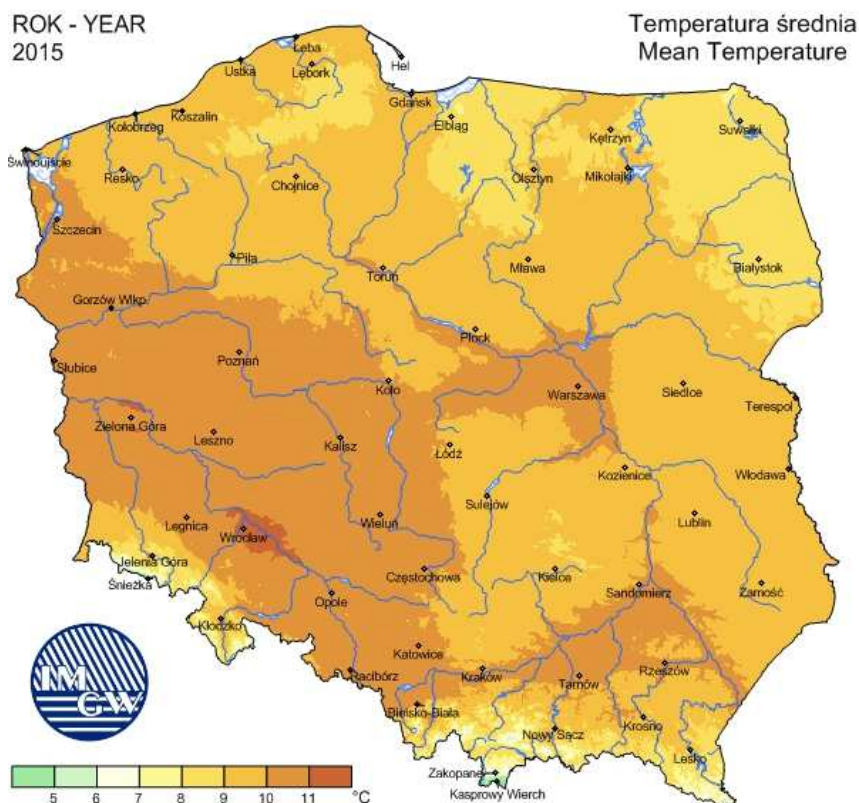 ROK - YEAR
2015
Temperatura średnia
Mean Temperature
Łeba
Hel
Ustka
Lębork
Gdańsk
Elbląg
Kołobrzeg
Koszalin
Kętrzyn
Suwałki
Świnoujście
Resko
Chojnice
Olsztyn
Mikołajki
Szczecin
Piła
Toruń
Mława
Białystok
Gorzów Wlkp.
Płock
Słubice
Poznań
Koło
Warszawa
Siedlce
Terespol
Zielona Góra
Leszno
Kalisz
Łódź
Kozienice
Włodawa
Sulejów
Legnica
Wrocław
Wieluń
Lublin
Jelenia Góra
Śnieżka
Częstochowa
Kielce
Opole
Sandomierz
Zamość
Kłodzko
Katowice
Racibórz
Kraków
Tarnów
Rzeszów
Bielsko-Biała
Nowy Sącz
Krosno
Lesko
Zakopane
Kasprowy Wierch
IM
GW
5 6 7 8 9 10 11 °C